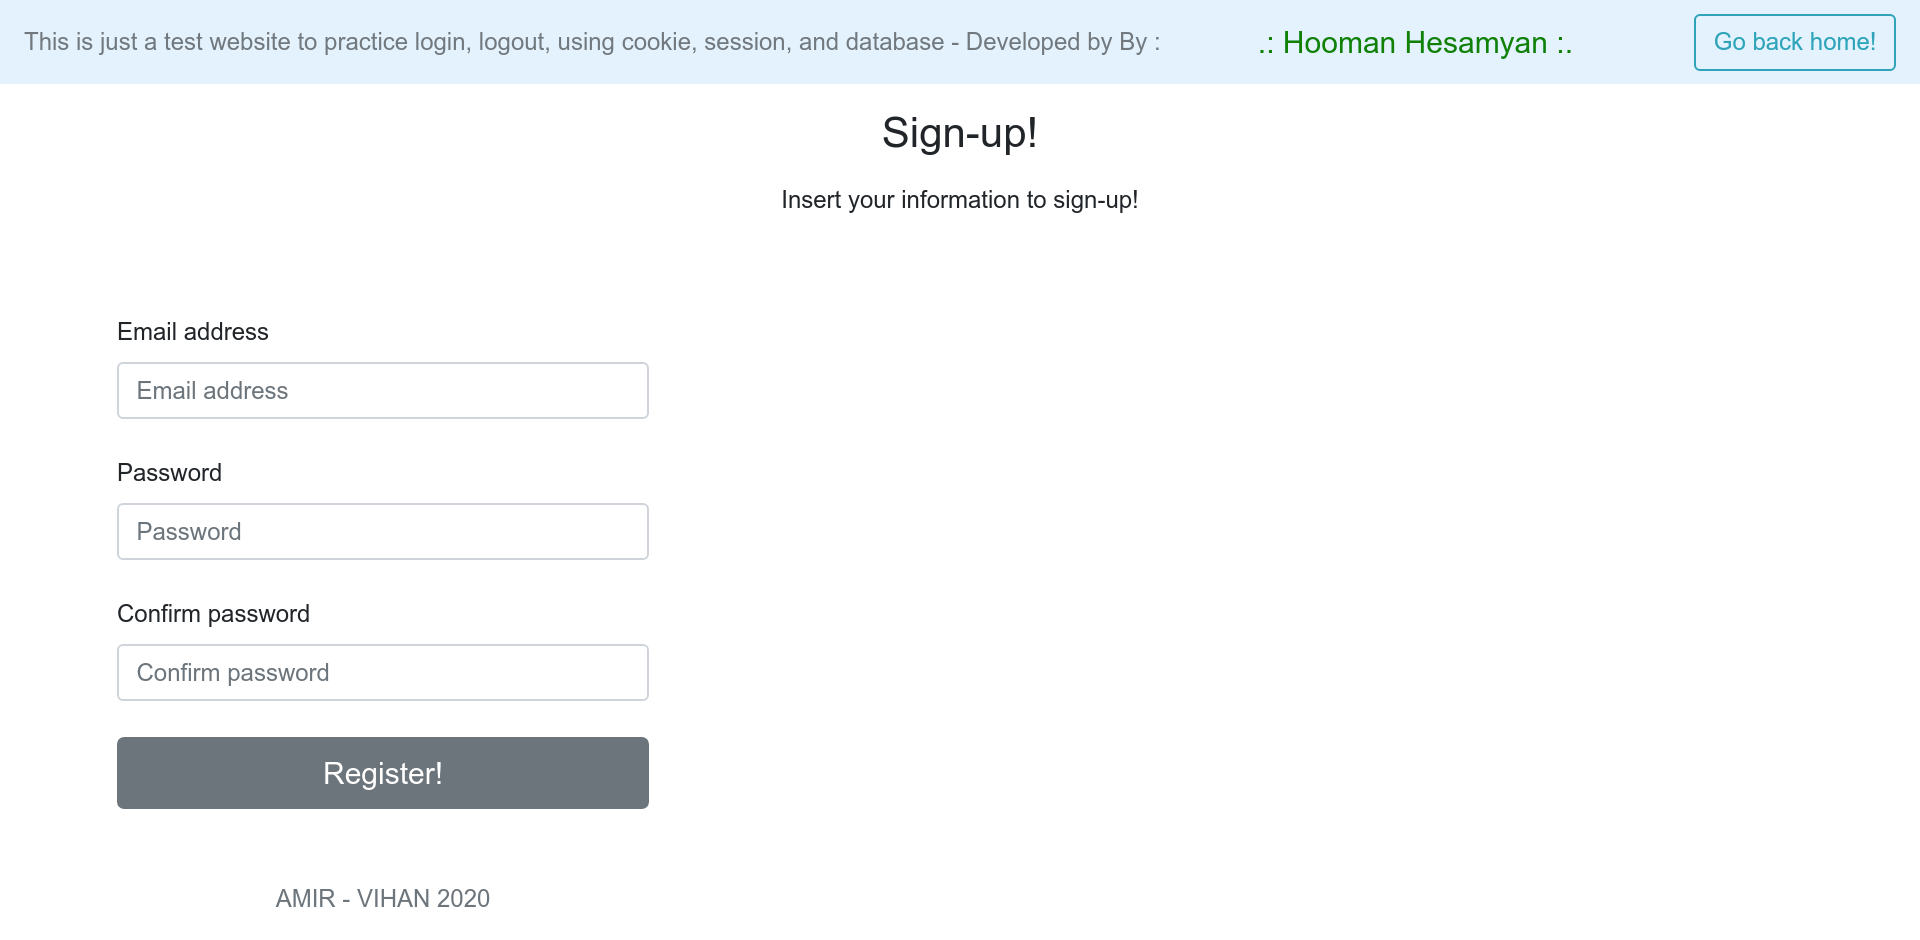 This is just a test website to practice login, logout, using cookie, session, and database - Developed by By : .: Hooman Hesamyan :. Go back home!
Sign-up!
Insert your information to sign-up!
Email address
Email address
Password
Password
Confirm password
Confirm password
Register!
AMIR - VIHAN 2020